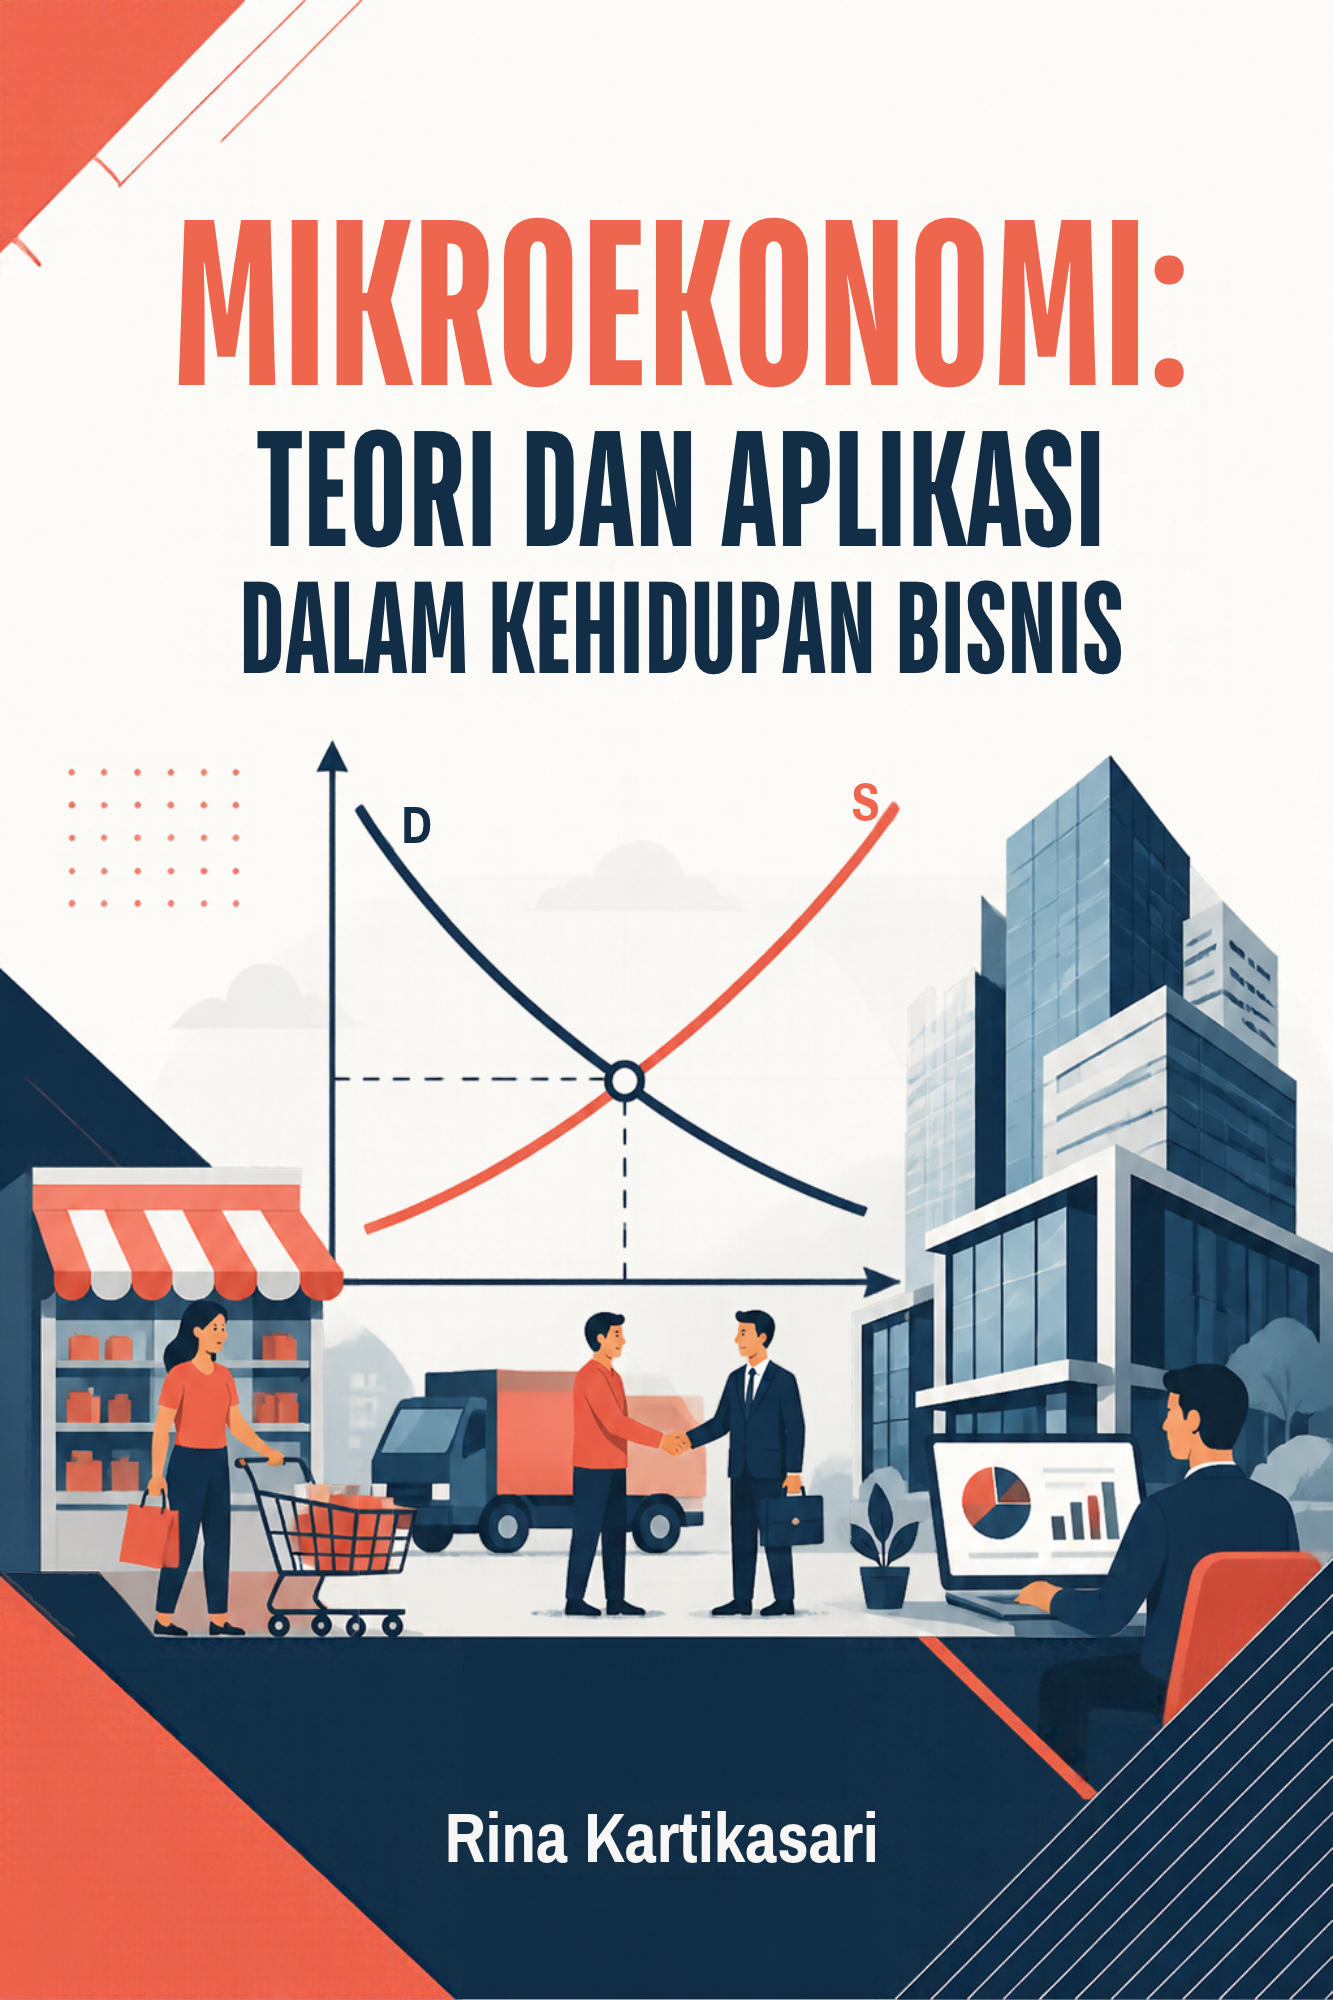 MIKROEKONOMI:
TEORI DAN APLIKASI
DALAM KEHIDUPAN BISNIS
D
S
Rina Kartikasari